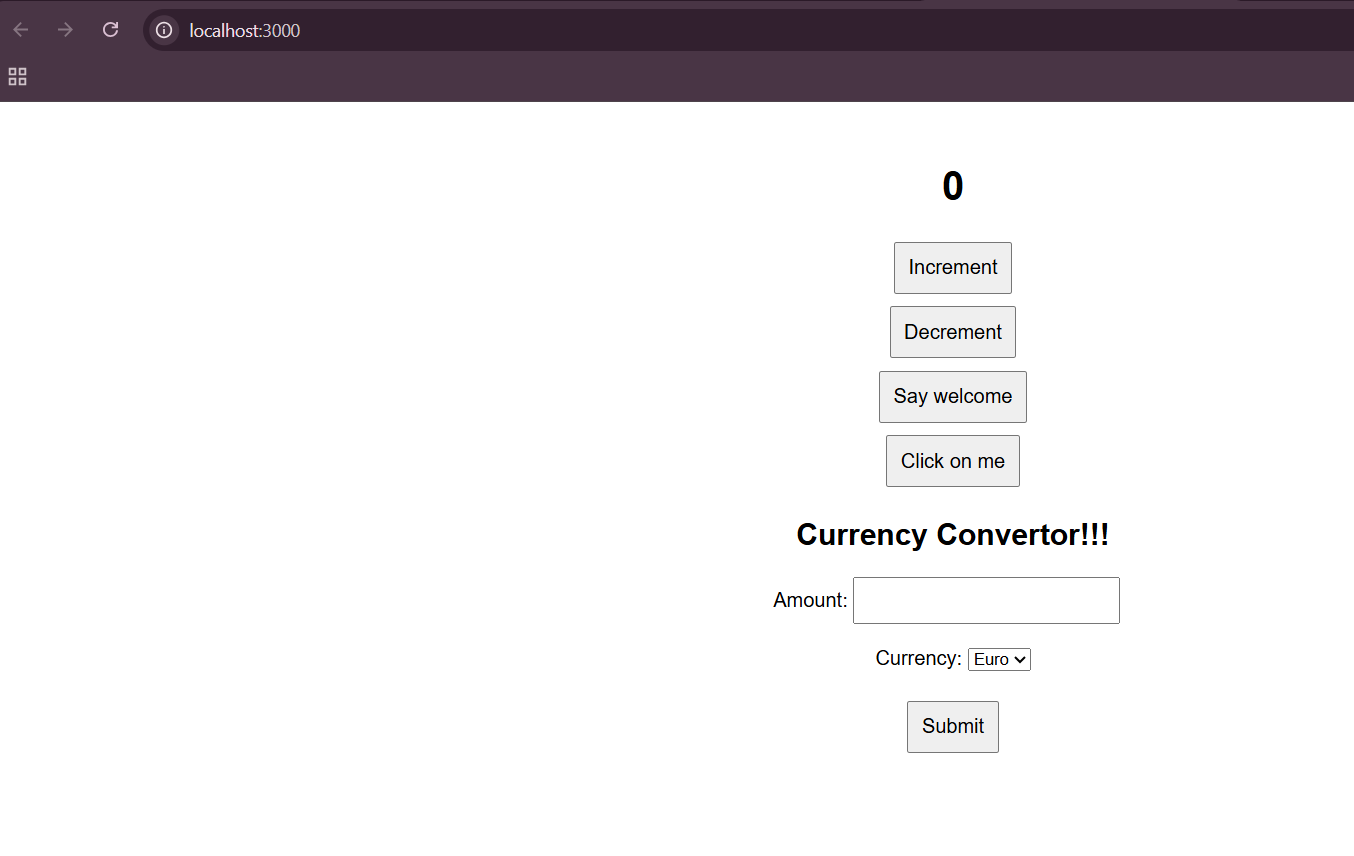 localhost:3000
0
Increment
Decrement
Say welcome
Click on me
Currency Convertor!!!
Amount:
Currency: Euro
Submit